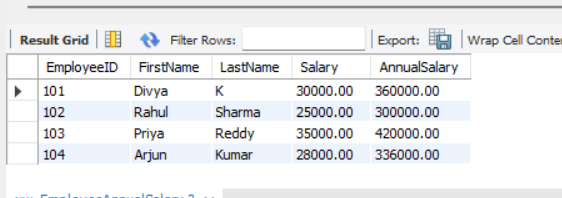 Result Grid Filter Rows: Export: Wrap Cell Conter
EmployeeID FirstName LastName Salary AnnualSalary
101 Divya K 30000.00 360000.00
102 Rahul Sharma 25000.00 300000.00
103 Priya Reddy 35000.00 420000.00
104 Arjun Kumar 28000.00 336000.00